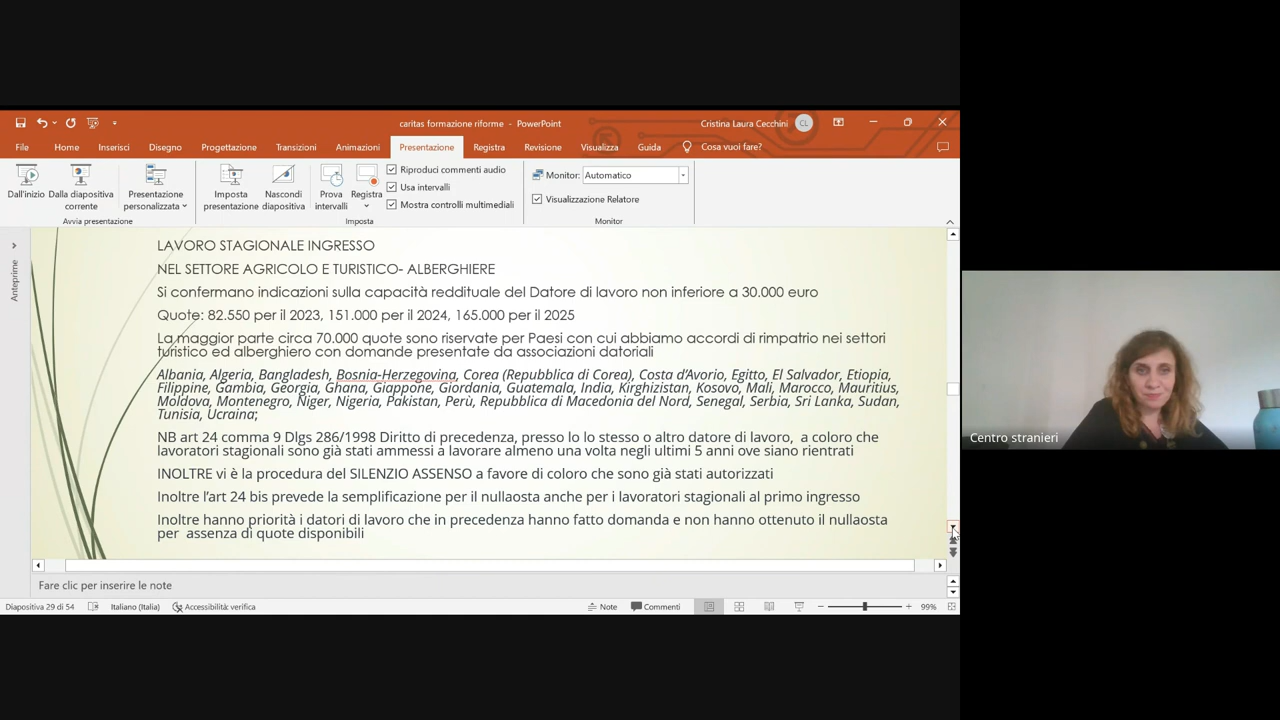 caritas formazione riforme - PowerPoint
Cristina Laura Cecchini
CL
File Home Inserisci Disegno Progettazione Transizioni Animazioni Presentazione Registra Revisione Visualizza Guida Cosa vuoi fare?
Dall'inizio
Dalla diapositiva corrente
Presentazione personalizzata
Avvia presentazione
Imposta presentazione
Nascondi diapositiva
Prova intervalli
Registra
Riproduci commenti audio
Usa intervalli
Mostra controlli multimediali
Imposta
Monitor: Automatico
Visualizzazione Relatore
Monitor
Anteprime
LAVORO STAGIONALE INGRESSO
NEL SETTORE AGRICOLO E TURISTICO- ALBERGHIERE
Si confermano indicazioni sulla capacità reddituale del Datore di lavoro non inferiore a 30.000 euro
Quote: 82.550 per il 2023, 151.000 per il 2024, 165.000 per il 2025
La maggior parte circa 70.000 quote sono riservate per Paesi con cui abbiamo accordi di rimpatrio nei settori
turistico ed alberghiero con domande presentate da associazioni datoriali
Albania, Algeria, Bangladesh, Bosnia-Herzegovina, Corea (Repubblica di Corea), Costa d'Avorio, Egitto, El Salvador, Etiopia,
Filippine, Gambia, Georgia, Ghana, Giappone, Giordania, Guatemala, India, Kirghizistan, Kosovo, Mali, Marocco, Mauritius,
Moldova, Montenegro, Niger, Nigeria, Pakistan, Perù, Repubblica di Macedonia del Nord, Senegal, Serbia, Sri Lanka, Sudan,
Tunisia, Ucraina;
NB art 24 comma 9 Dlgs 286/1998 Diritto di precedenza, presso lo lo stesso o altro datore di lavoro, a coloro che
lavoratori stagionali sono già stati ammessi a lavorare almeno una volta negli ultimi 5 anni ove siano rientrati
INOLTRE vi è la procedura del SILENZIO ASSENSO a favore di coloro che sono già stati autorizzati
Inoltre l'art 24 bis prevede la semplificazione per il nullaosta anche per i lavoratori stagionali al primo ingresso
Inoltre hanno priorità i datori di lavoro che in precedenza hanno fatto domanda e non hanno ottenuto il nullaosta
per assenza di quote disponibili
Fare clic per inserire le note
Diapositiva 29 di 54 Italiano (Italia) Accessibilità: verifica Note Commenti 99%
Centro stranieri